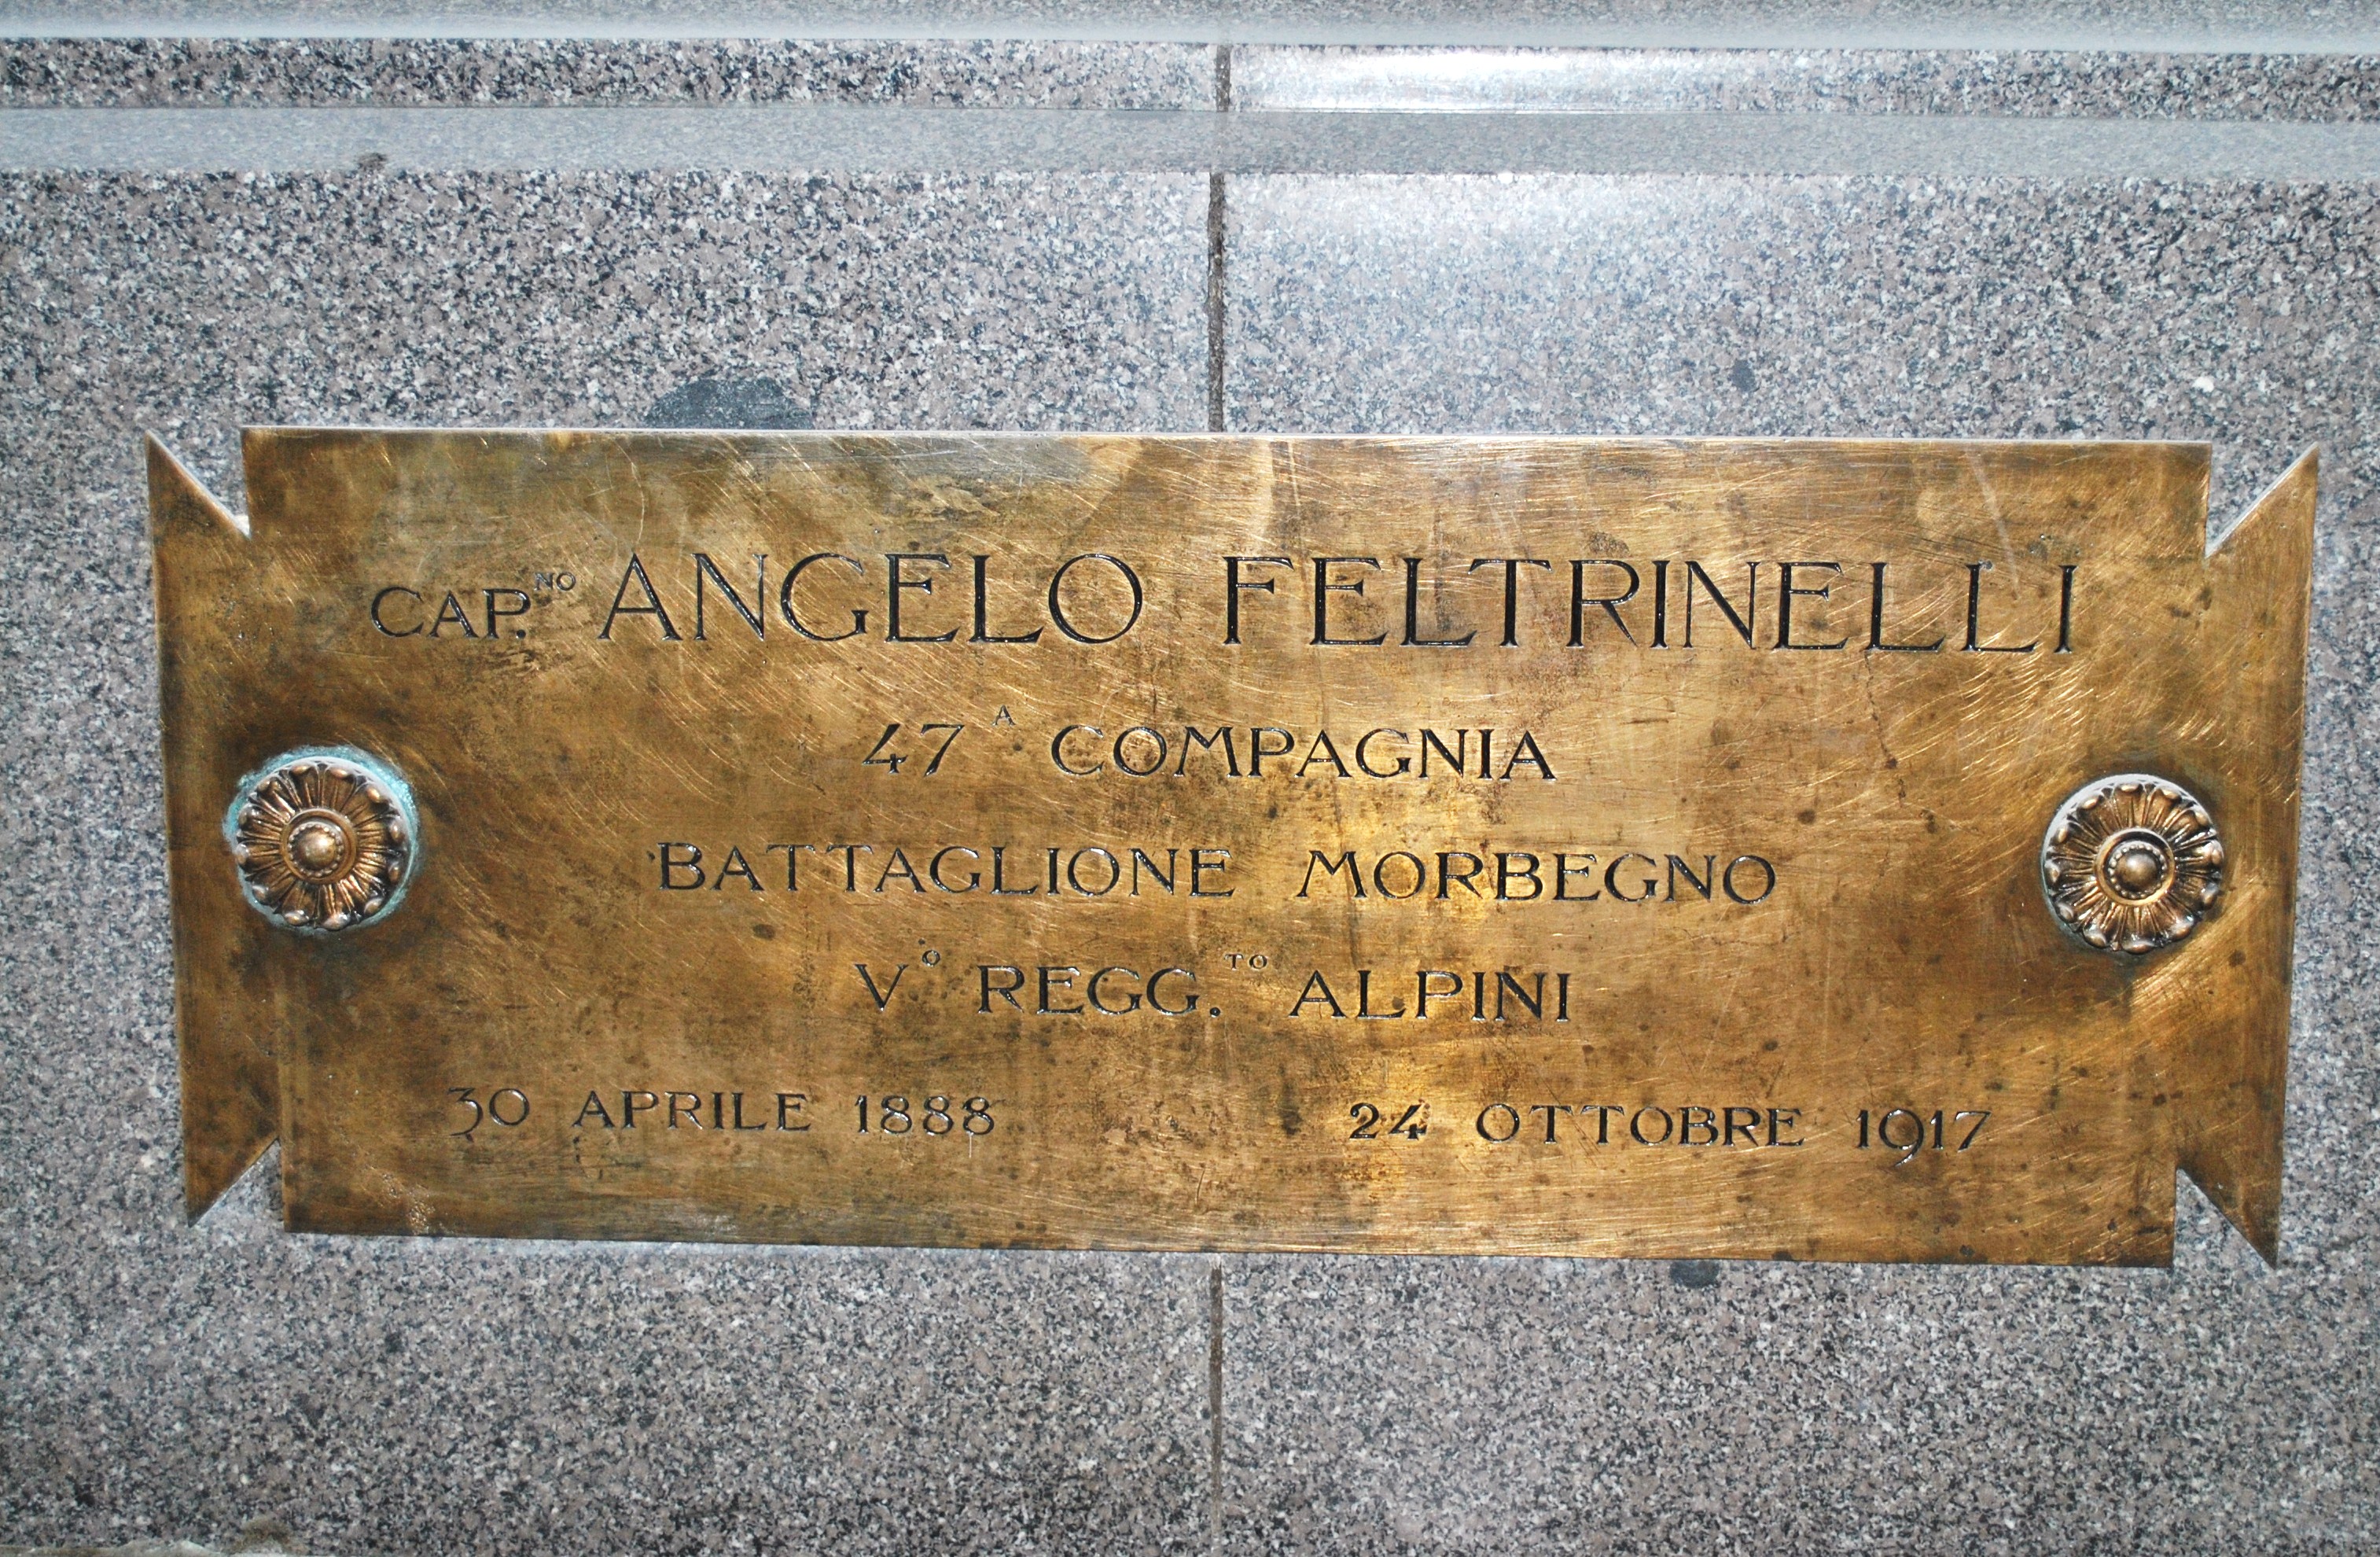 CAP.NO ANGELO FELTRINELLI
47A COMPAGNIA
BATTAGLIONE MORBEGNO
VO REGG.TO ALPINI
30 APRILE 1888 24 OTTOBRE 1917